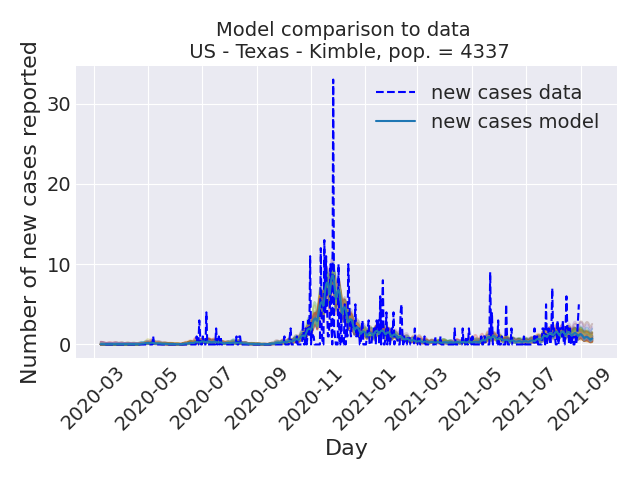 Model comparison to data
US - Texas - Kimble, pop. = 4337
Number of new cases reported
30
20
10
0
new cases data
new cases model
2020-03
2020-05
2020-07
2020-09
2020-11
2021-01
2021-03
2021-05
2021-07
2021-09
Day